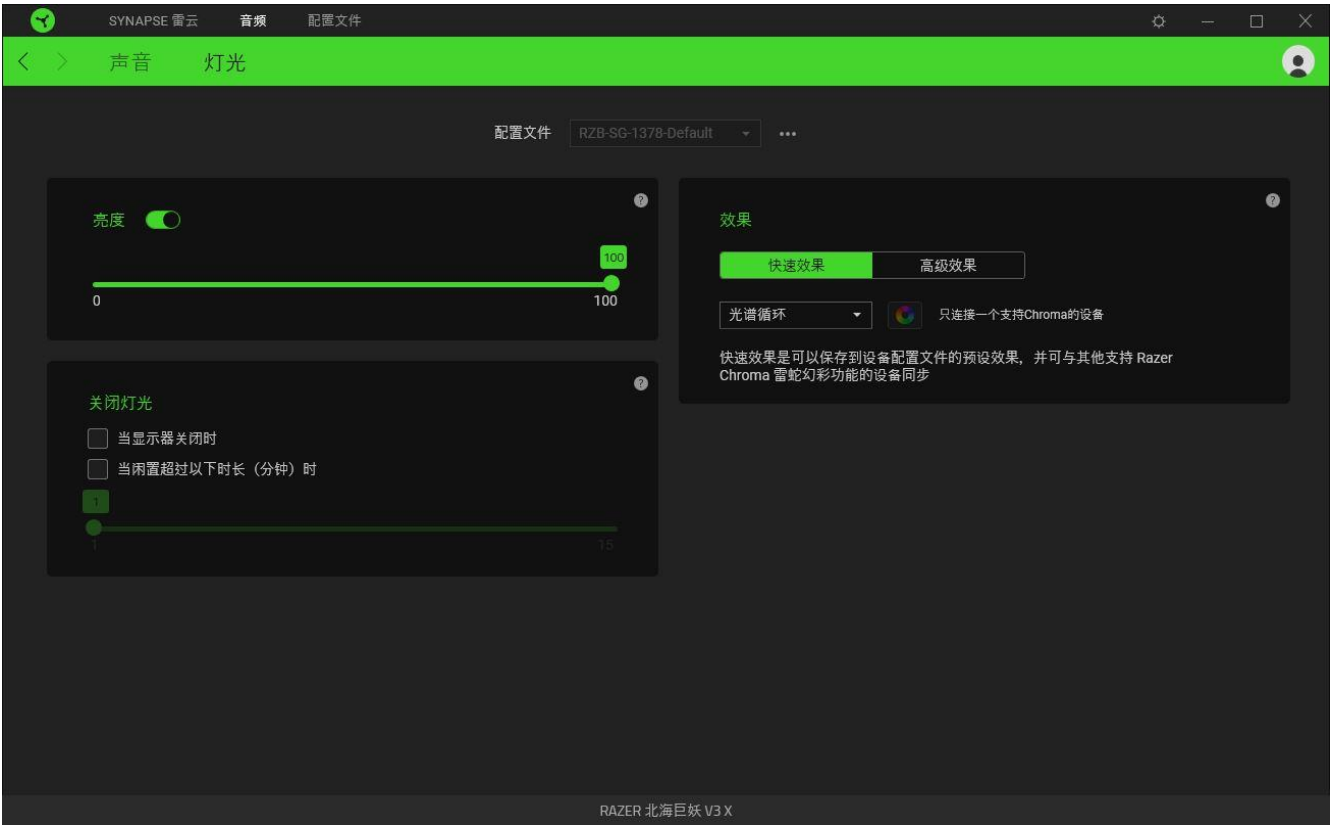 SYNAPSE 雷云 音频 配置文件
声音 灯光
配置文件 RZB-SG-1378-Default
亮度
100
0 100
关闭灯光
当显示器关闭时
当闲置超过以下时长（分钟）时
1
1 15
效果
快速效果 高级效果
光谱循环 只连接一个支持Chroma的设备
快速效果是可以保存到设备配置文件的预设效果，并可与其他支持 Razer
Chroma 雷蛇幻彩功能的设备同步
RAZER 北海巨妖 V3 X